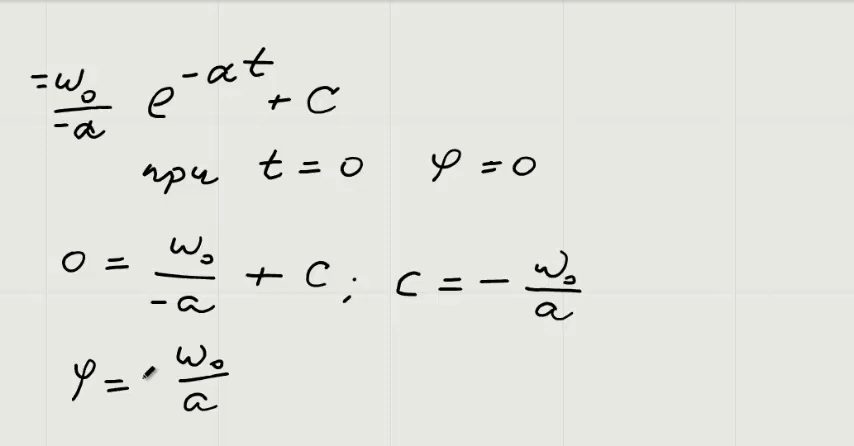 = ω₀/-α e^{-αt} + C
при t = 0 φ = 0
0 = ω₀/-a + C; C = - ω₀/a
φ = - ω₀/a